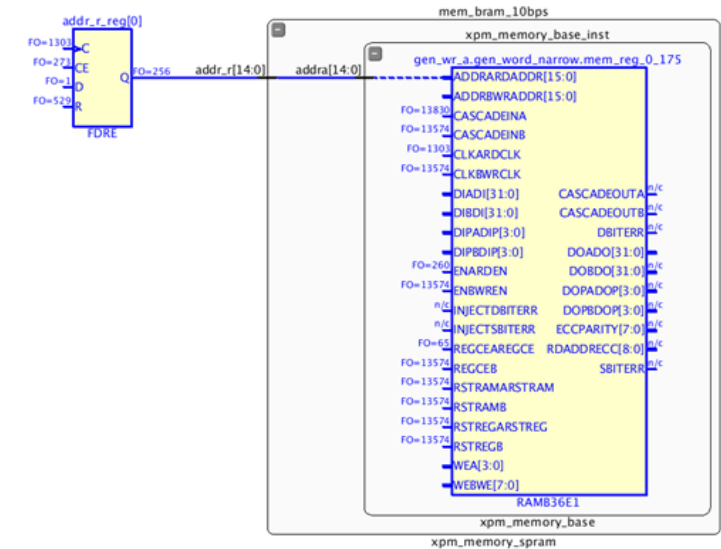 mem_bram_10bps
addr_r_reg[0]
xpm_memory_base_inst
FO=1303
C
FO=273
CE
FO=1
D
Q
FO=256
FO=529
R
FDRE
addr_r[14:0]
addra[14:0]
gen_wr_a.gen_word_narrow.mem_reg_0_175
ADDRARDADDR[15:0]
ADDRBWRADDR[15:0]
FO=13830
CASCADEINA
FO=13574
CASCADEINB
FO=1303
CLKARDCLK
FO=13574
CLKBWRCLK
DIADI[31:0]
CASCADEOUTA
n/c
DIBDI[31:0]
CASCADEOUTB
n/c
DIPADIP[3:0]
DBITERR
n/c
DIPBDIP[3:0]
DOADO[31:0]
FO=260
ENARDEN
DOBDO[31:0]
n/c
FO=13574
ENBWREN
DOPADOP[3:0]
n/c
n/c
INJECTDBITERR
DOPBDOP[3:0]
n/c
n/c
INJECTSBITERR
ECCPARITY[7:0]
n/c
FO=65
REGCEAREGCE
RDADDRECC[8:0]
n/c
FO=13574
REGCEB
SBITERR
n/c
FO=13574
RSTRAMARSTRAM
FO=13574
RSTRAMB
FO=13574
RSTREGARSTREG
FO=13574
RSTREGB
WEA[3:0]
WEBWE[7:0]
RAMB36E1
xpm_memory_base
xpm_memory_spram